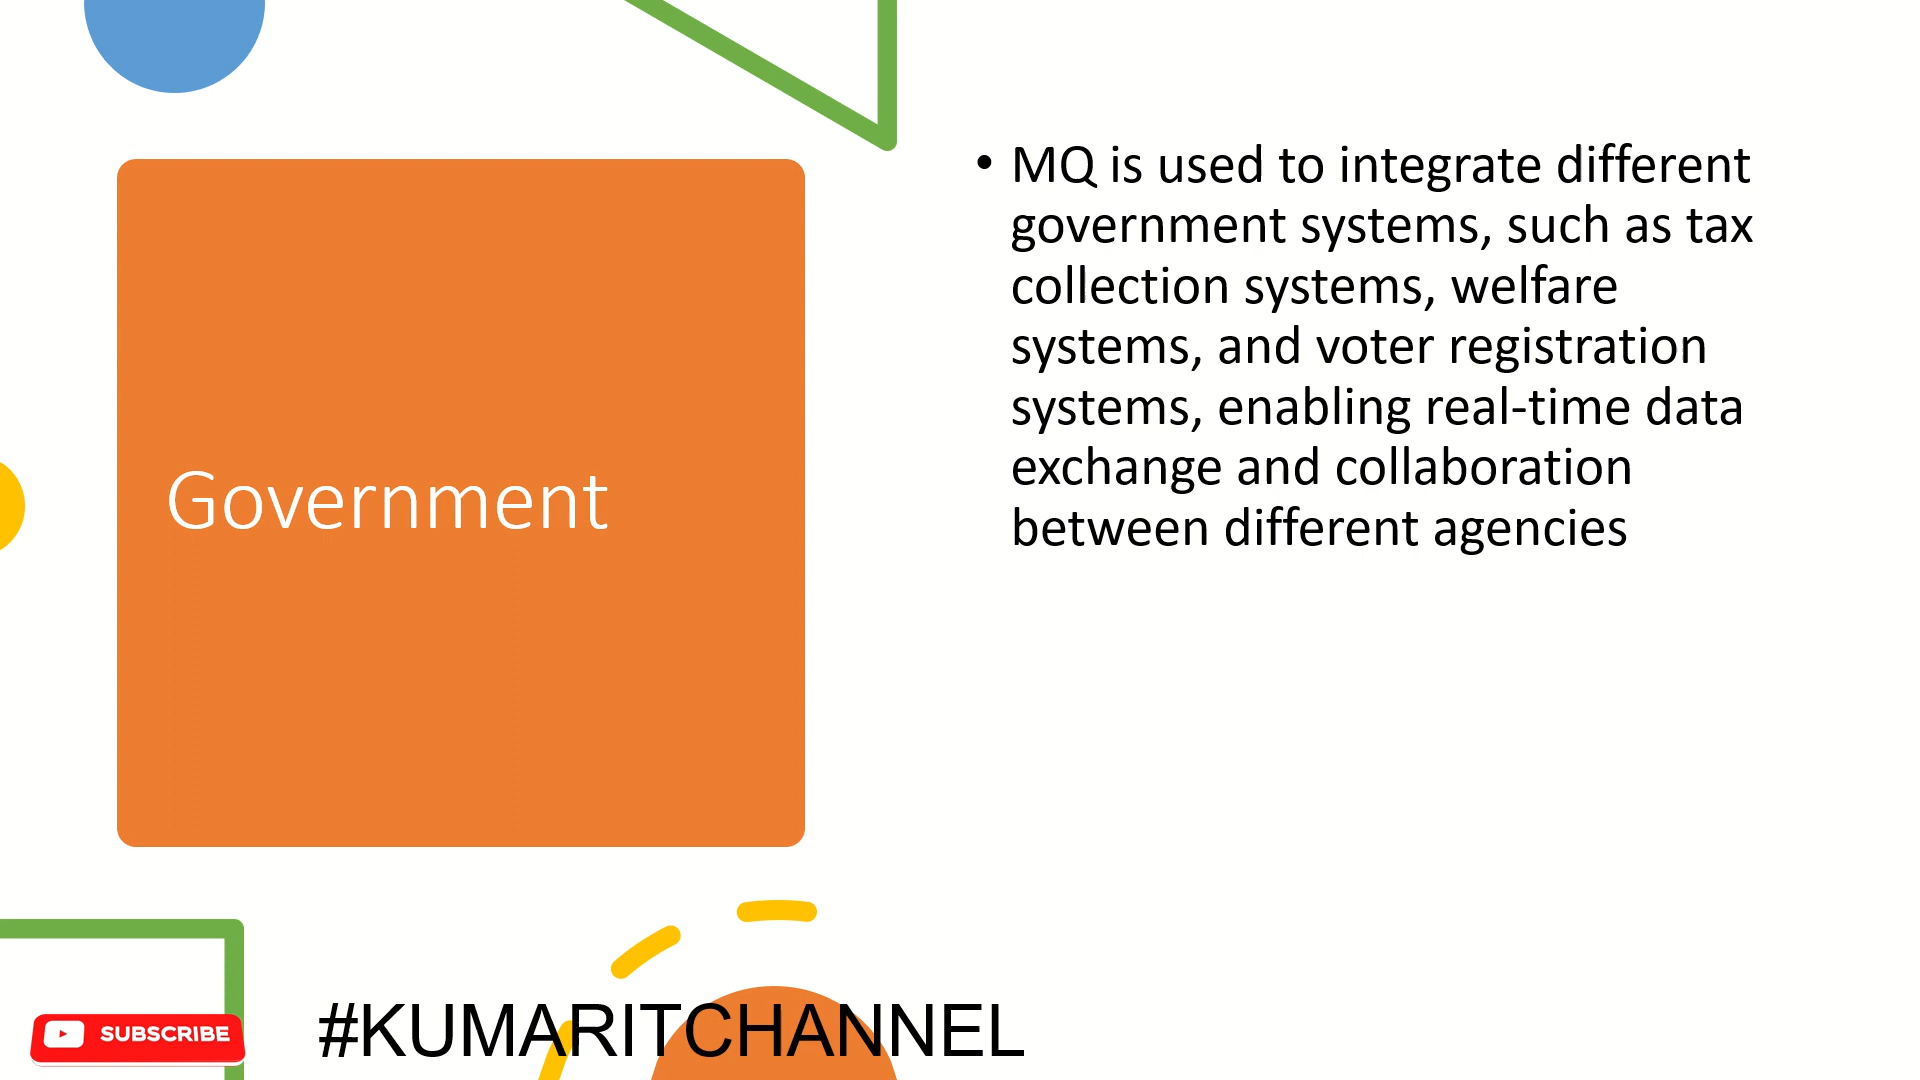 Government
• MQ is used to integrate different
government systems, such as tax
collection systems, welfare
systems, and voter registration
systems, enabling real-time data
exchange and collaboration
between different agencies
SUBSCRIBE
#KUMARITCHANNEL